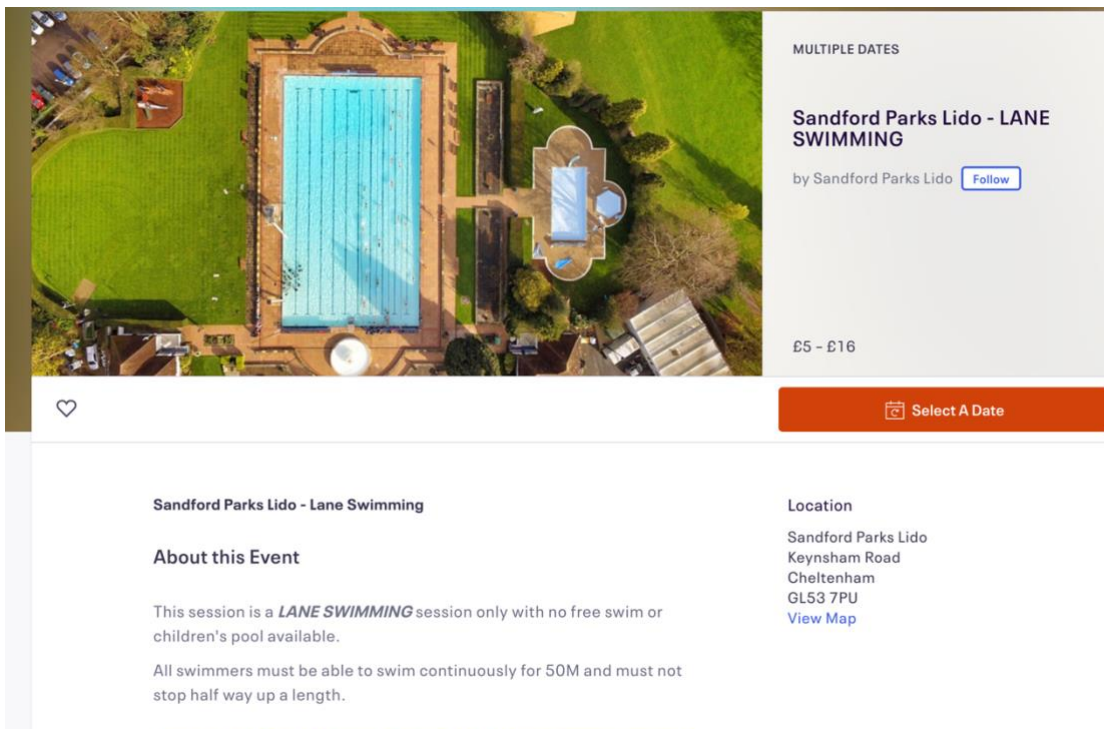 MULTIPLE DATES
Sandford Parks Lido - LANE
SWIMMING
by Sandford Parks Lido Follow
£5 – £16
Select A Date
Sandford Parks Lido - Lane Swimming
About this Event
This session is a LANE SWIMMING session only with no free swim or
children's pool available.
All swimmers must be able to swim continuously for 50M and must not
stop half way up a length.
Location
Sandford Parks Lido
Keynsham Road
Cheltenham
GL53 7PU
View Map